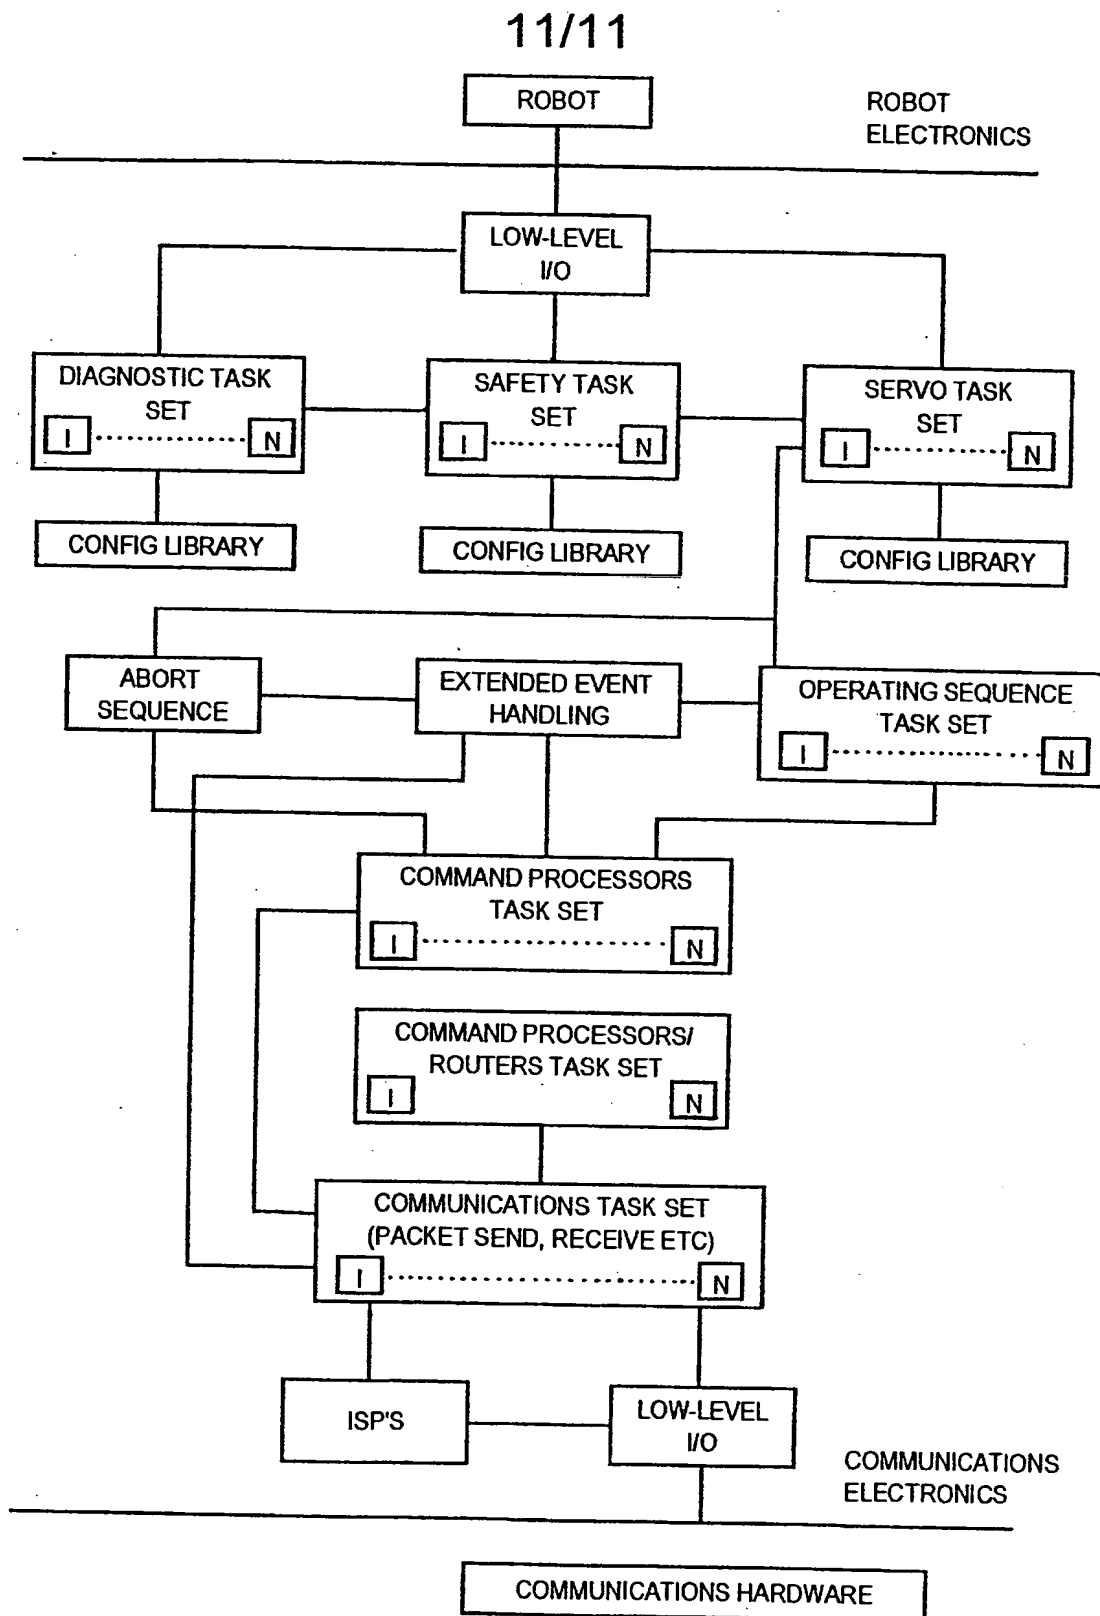 11/11
ROBOT
ROBOT
ELECTRONICS
LOW-LEVEL
I/O
DIAGNOSTIC TASK
SET
I N
SAFETY TASK
SET
I N
SERVO TASK
SET
I N
CONFIG LIBRARY
CONFIG LIBRARY
CONFIG LIBRARY
ABORT
SEQUENCE
EXTENDED EVENT
HANDLING
OPERATING SEQUENCE
TASK SET
I N
COMMAND PROCESSORS
TASK SET
I N
COMMAND PROCESSORS/
ROUTERS TASK SET
I N
COMMUNICATIONS TASK SET
(PACKET SEND, RECEIVE ETC)
I N
ISP'S
LOW-LEVEL
I/O
COMMUNICATIONS
ELECTRONICS
COMMUNICATIONS HARDWARE